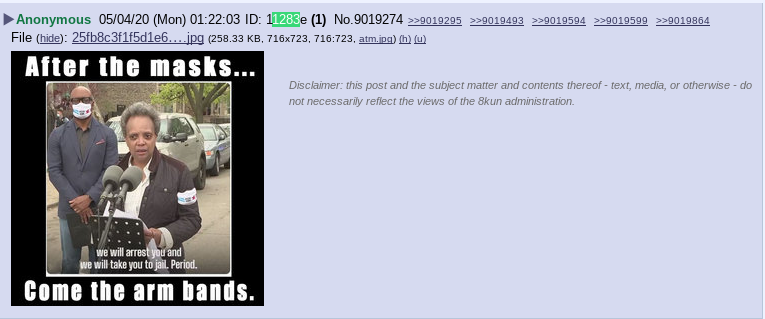 ▶Anonymous 05/04/20 (Mon) 01:22:03 ID: 11283e (1) No.9019274 >>9019295 >>9019493 >>9019594 >>9019599 >>9019864
File (hide): 25fb8c3f1f5d1e6….jpg (258.33 KB, 716x723, 716:723, atm.jpg) (h) (u)
After the masks...
Disclaimer: this post and the subject matter and contents thereof - text, media, or otherwise - do
not necessarily reflect the views of the 8kun administration.
we will arrest you and
we will take you to jail. Period.
Come the arm bands.